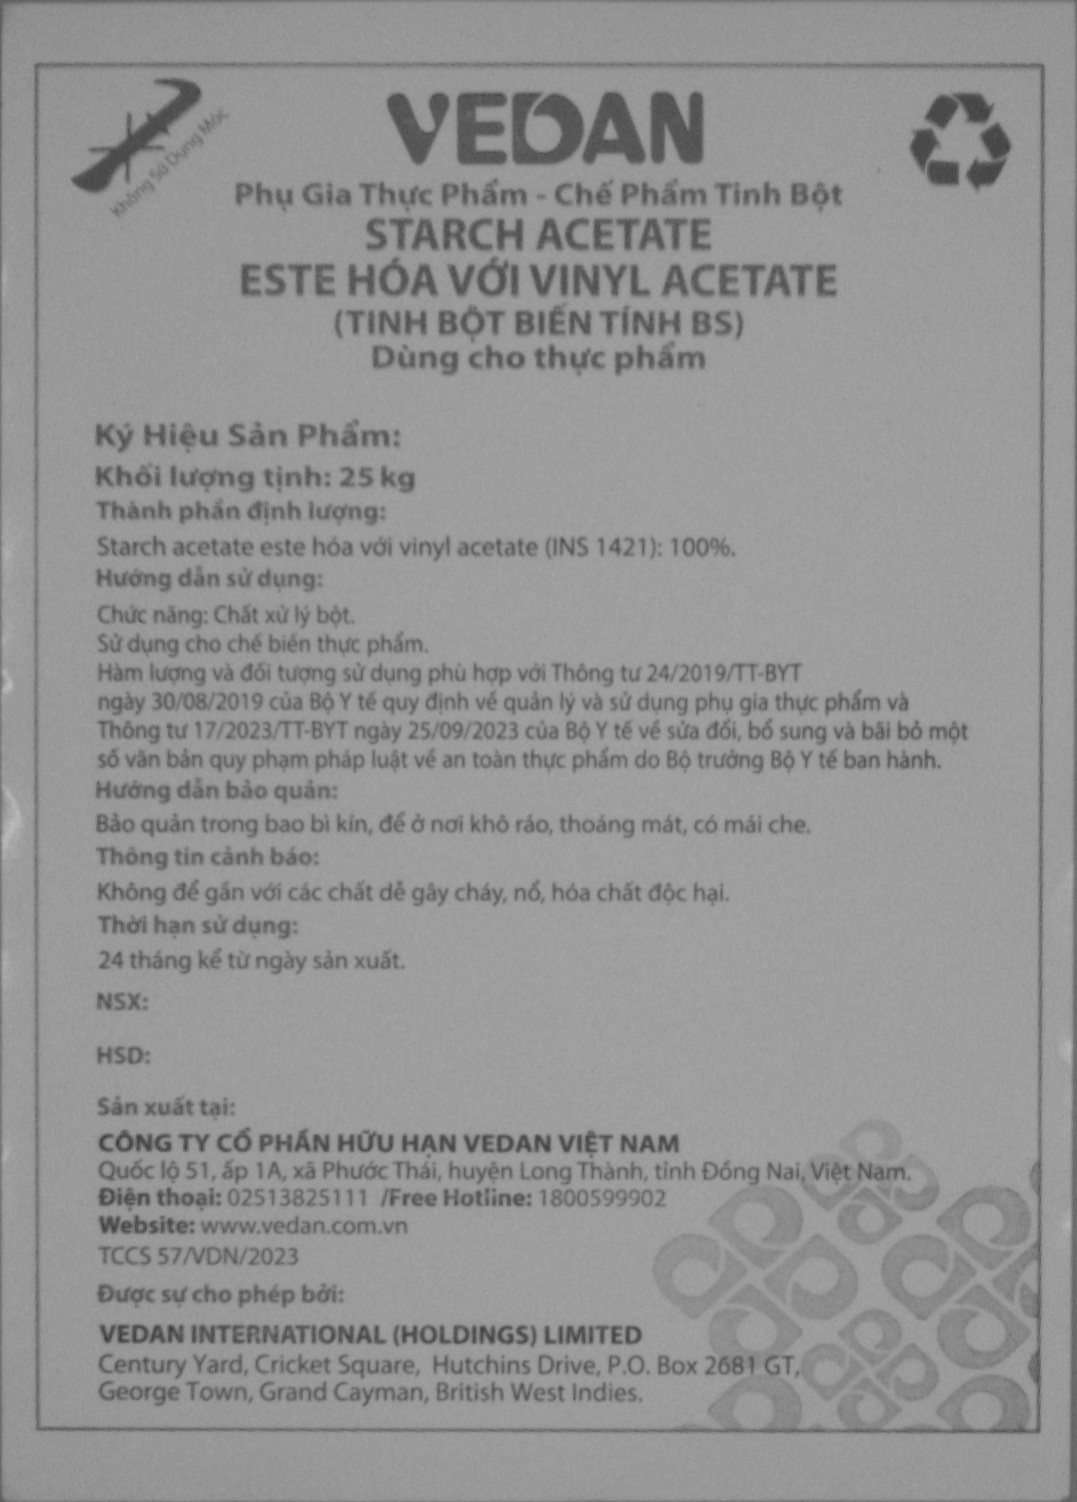 Không Sử Dụng Móc
VEDAN
Phụ Gia Thực Phẩm - Chế Phẩm Tinh Bột
STARCH ACETATE
ESTE HÓA VỚI VINYL ACETATE
(TINH BỘT BIẾN TÍNH BS)
Dùng cho thực phẩm
Ký Hiệu Sản Phẩm:
Khối lượng tịnh: 25 kg
Thành phần định lượng:
Starch acetate este hóa với vinyl acetate (INS 1421): 100%.
Hướng dẫn sử dụng:
Chức năng: Chất xử lý bột.
Sử dụng cho chế biến thực phẩm.
Hàm lượng và đối tượng sử dụng phù hợp với Thông tư 24/2019/TT-BYT
ngày 30/08/2019 của Bộ Y tế quy định về quản lý và sử dụng phụ gia thực phẩm và
Thông tư 17/2023/TT-BYT ngày 25/09/2023 của Bộ Y tế về sửa đổi, bổ sung và bãi bỏ một
số văn bản quy phạm pháp luật về an toàn thực phẩm do Bộ trưởng Bộ Y tế ban hành.
Hướng dẫn bảo quản:
Bảo quản trong bao bì kín, để ở nơi khô ráo, thoáng mát, có mái che.
Thông tin cảnh báo:
Không để gần với các chất dễ gây cháy, nổ, hóa chất độc hại.
Thời hạn sử dụng:
24 tháng kể từ ngày sản xuất.
NSX:
HSD:
Sản xuất tại:
CÔNG TY CỔ PHẦN HỮU HẠN VEDAN VIỆT NAM
Quốc lộ 51, ấp 1A, xã Phước Thái, huyện Long Thành, tỉnh Đồng Nai, Việt Nam.
Điện thoại: 02513825111 /Free Hotline: 1800599902
Website: www.vedan.com.vn
TCCS 57/VDN/2023
Được sự cho phép bởi:
VEDAN INTERNATIONAL (HOLDINGS) LIMITED
Century Yard, Cricket Square, Hutchins Drive, P.O. Box 2681 GT,
George Town, Grand Cayman, British West Indies.